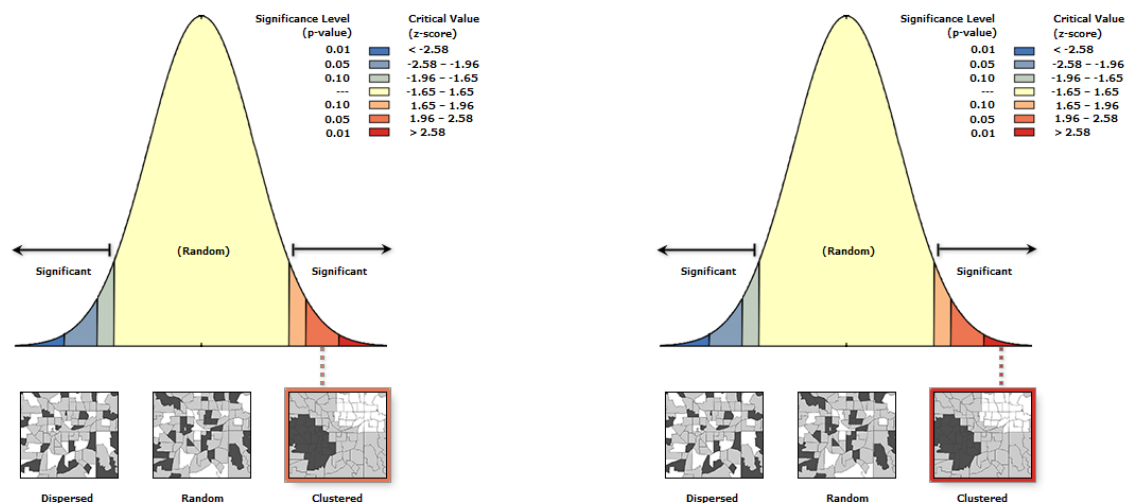 Significance Level Critical Value
(p-value) (z-score)
0.01 < -2.58
0.05 -2.58 – -1.96
0.10 -1.96 – -1.65
--- -1.65 – 1.65
0.10 1.65 – 1.96
0.05 1.96 – 2.58
0.01 > 2.58
(Random)
Significant Significant
Dispersed Random Clustered
Significance Level Critical Value
(p-value) (z-score)
0.01 < -2.58
0.05 -2.58 – -1.96
0.10 -1.96 – -1.65
--- -1.65 – 1.65
0.10 1.65 – 1.96
0.05 1.96 – 2.58
0.01 > 2.58
(Random)
Significant Significant
Dispersed Random Clustered